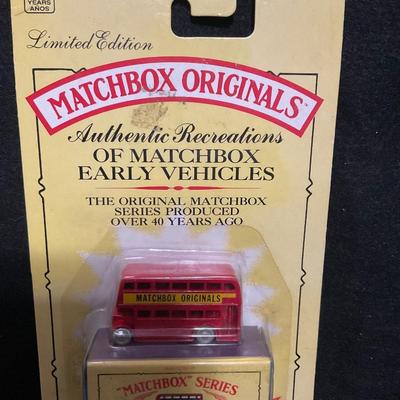 YEARS
AÑOS
Limited Edition
MATCHBOX ORIGINALS™
Authentic Recreations
OF MATCHBOX
EARLY VEHICLES
THE ORIGINAL MATCHBOX
SERIES PRODUCED
OVER 40 YEARS AGO
MATCHBOX ORIGINALS
"MATCHBOX" SERIES